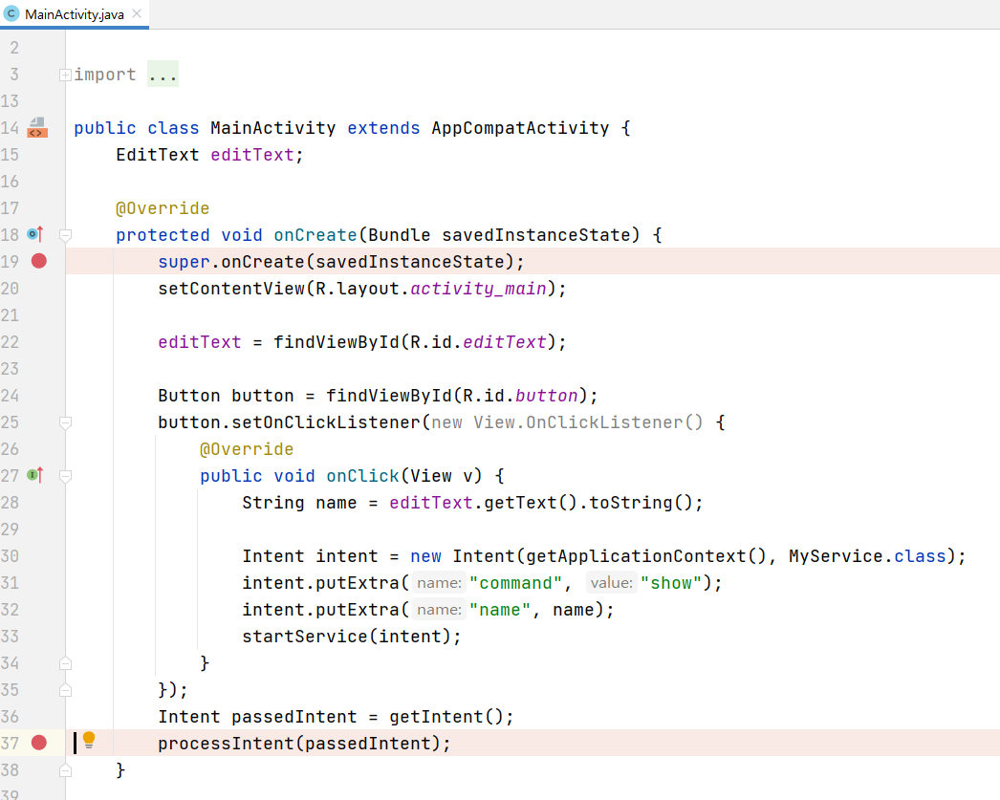 MainActivity.java
2
3 import ...
13
14 public class MainActivity extends AppCompatActivity {
15 EditText editText;
16
17 @Override
18 protected void onCreate(Bundle savedInstanceState) {
19 super.onCreate(savedInstanceState);
20 setContentView(R.layout.activity_main);
21
22 editText = findViewById(R.id.editText);
23
24 Button button = findViewById(R.id.button);
25 button.setOnClickListener(new View.OnClickListener() {
26 @Override
27 public void onClick(View v) {
28 String name = editText.getText().toString();
29
30 Intent intent = new Intent(getApplicationContext(), MyService.class);
31 intent.putExtra( name: "command", value: "show");
32 intent.putExtra( name: "name", name);
33 startService(intent);
34 }
35 });
36 Intent passedIntent = getIntent();
37 processIntent(passedIntent);
38 }
39